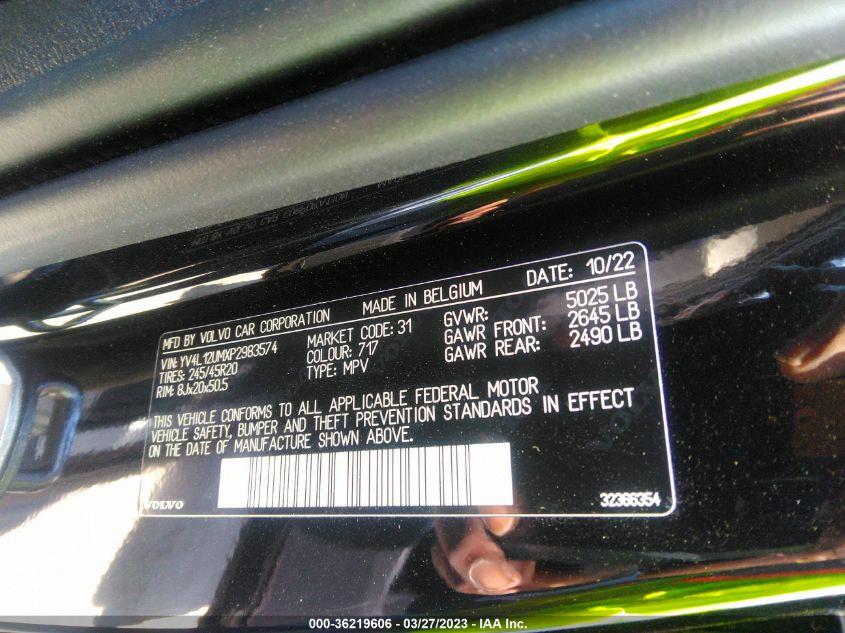 MFD BY VOLVO CAR CORPORATION MADE IN BELGIUM DATE: 10/22
VIN: YV4L12UMXP2983574 MARKET CODE: 31 GVWR: 5025 LB
TIRES: 245/45R20 COLOUR: 717 GAWR FRONT: 2645 LB
RIM: 8Jx20x50.5 TYPE: MPV GAWR REAR: 2490 LB
THIS VEHICLE CONFORMS TO ALL APPLICABLE FEDERAL MOTOR
VEHICLE SAFETY, BUMPER AND THEFT PREVENTION STANDARDS IN EFFECT
ON THE DATE OF MANUFACTURE SHOWN ABOVE.
VOLVO 32366354
000-36219606 - 03/27/2023 - IAA Inc.